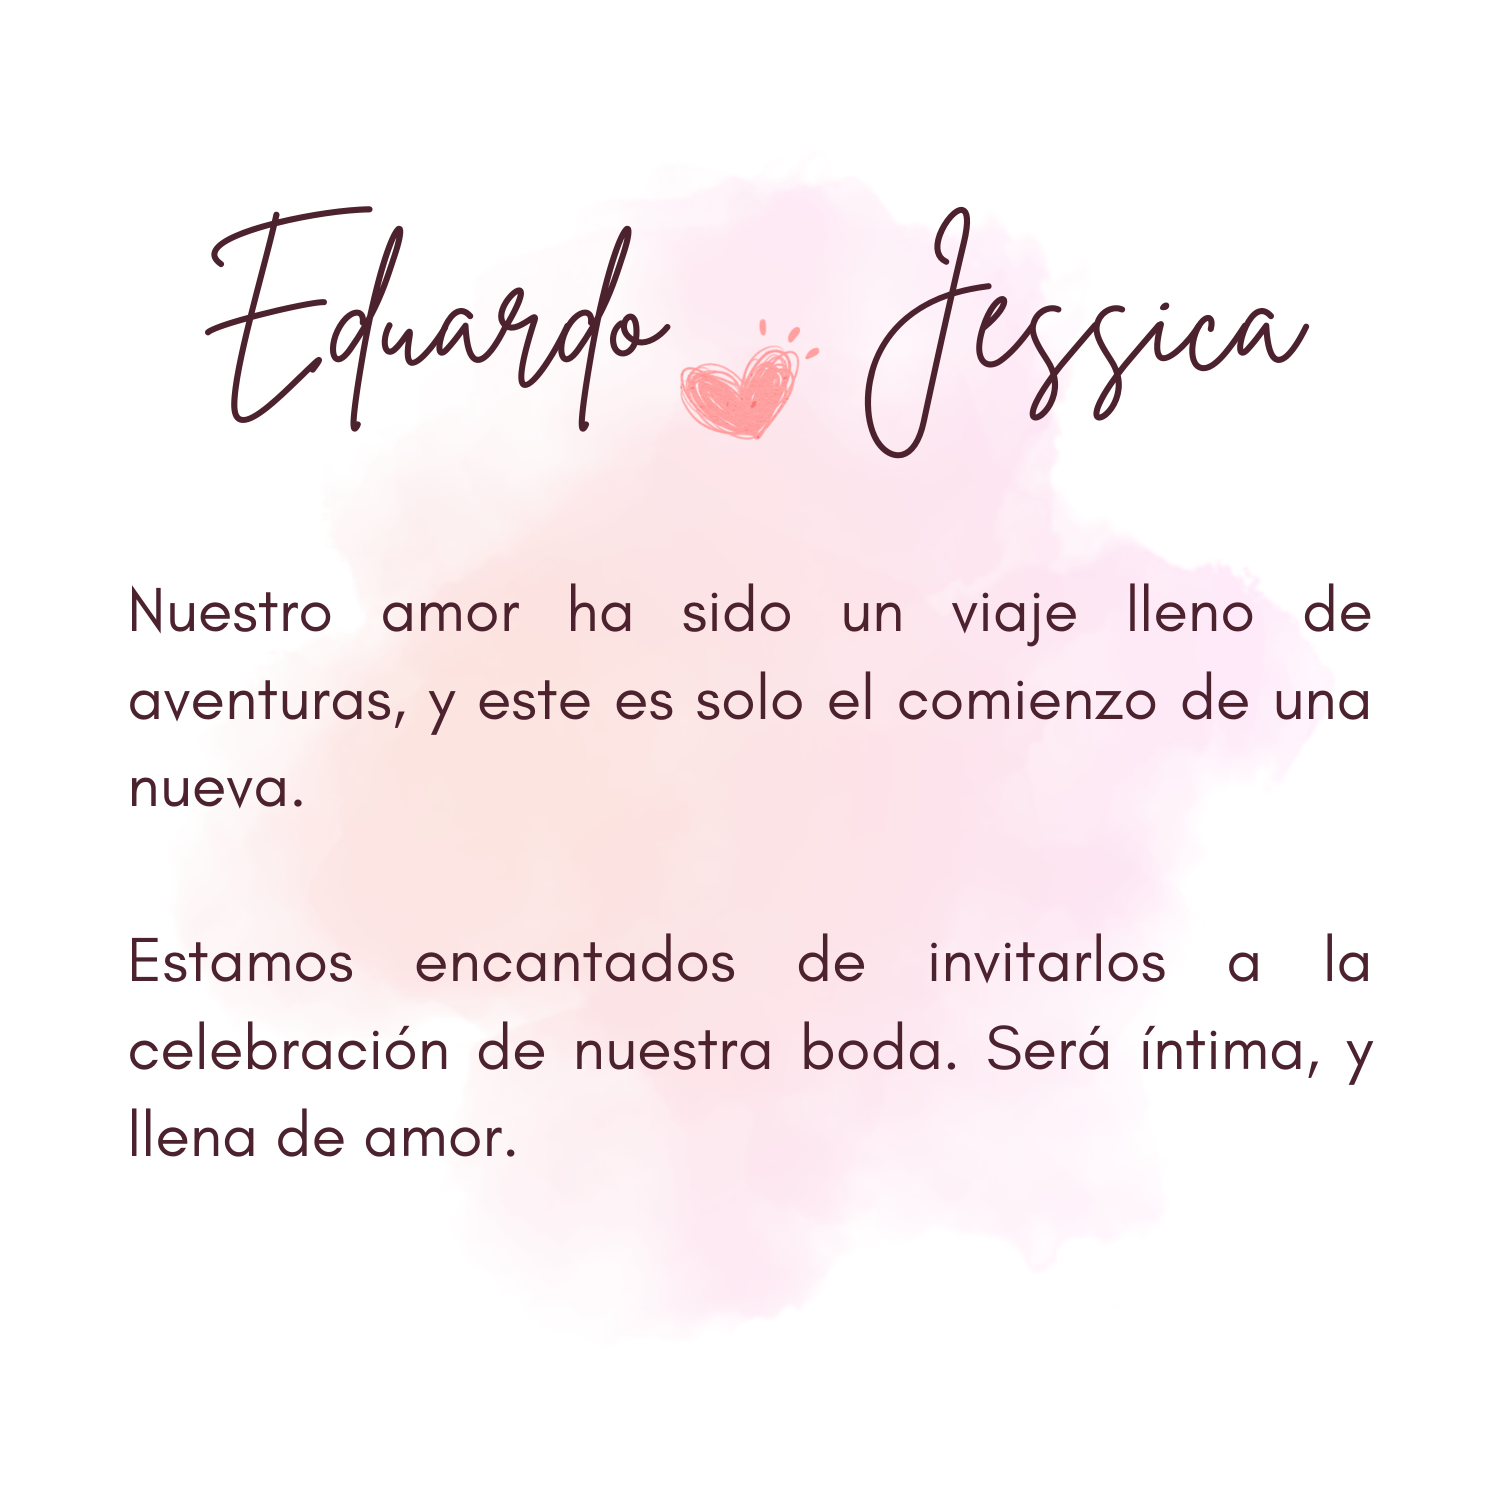 Eduardo Jessica
Nuestro amor ha sido un viaje lleno de
aventuras, y este es solo el comienzo de una
nueva.
Estamos encantados de invitarlos a la
celebración de nuestra boda. Será íntima, y
llena de amor.